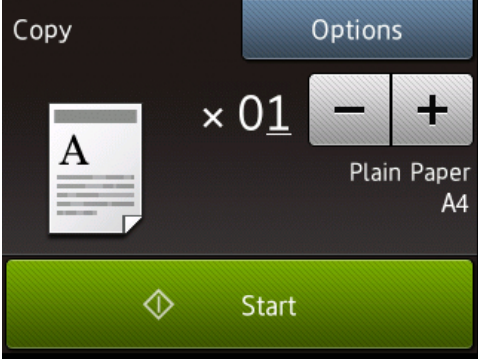 Copy
Options
× 01
− +
Plain Paper
A4
A
Start